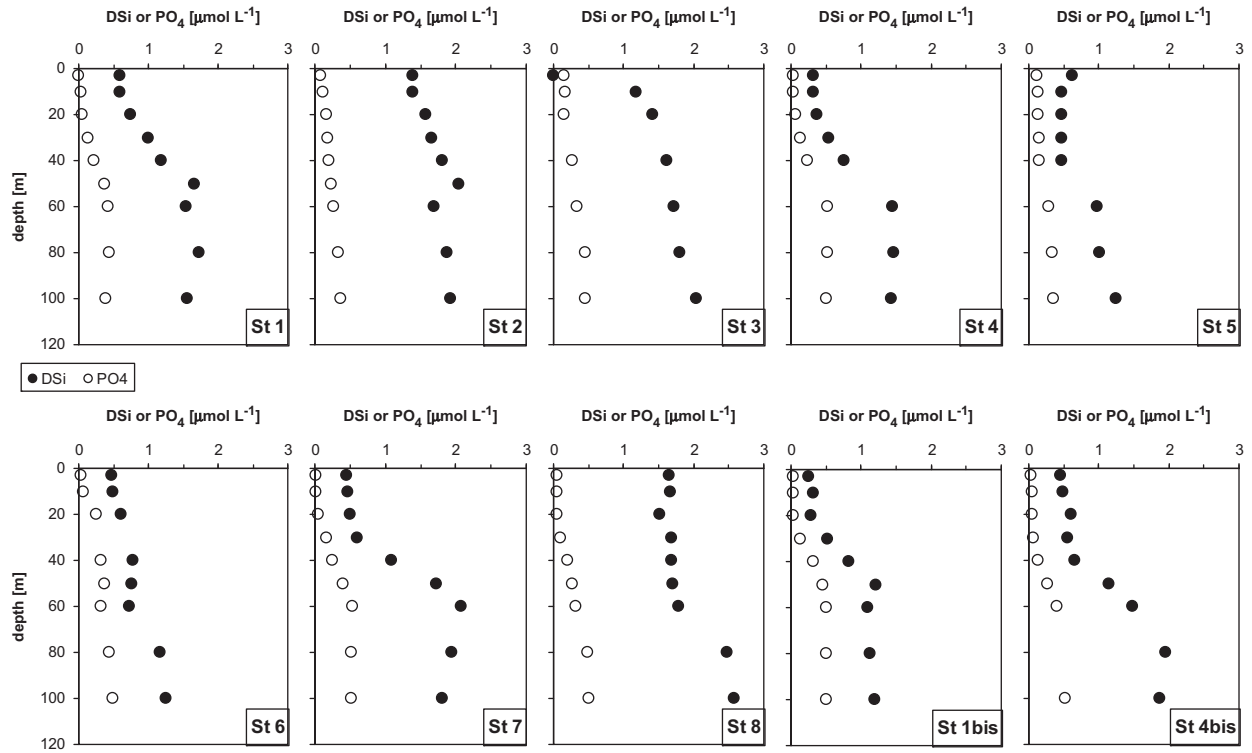 DSi or PO4 [µmol L-1] DSi or PO4 [µmol L-1] DSi or PO4 [µmol L-1] DSi or PO4 [µmol L-1] DSi or PO4 [µmol L-1]
0 1 2 3 0 1 2 3 0 1 2 3 0 1 2 3 0 1 2 3
0
20
40
60
80
100
120
depth [m]
St 1 St 2 St 3 St 4 St 5
DSi PO4
DSi or PO4 [µmol L-1] DSi or PO4 [µmol L-1] DSi or PO4 [µmol L-1] DSi or PO4 [µmol L-1] DSi or PO4 [µmol L-1]
0 1 2 3 0 1 2 3 0 1 2 3 0 1 2 3 0 1 2 3
0
20
40
60
80
100
120
depth [m]
St 6 St 7 St 8 St 1bis St 4bis